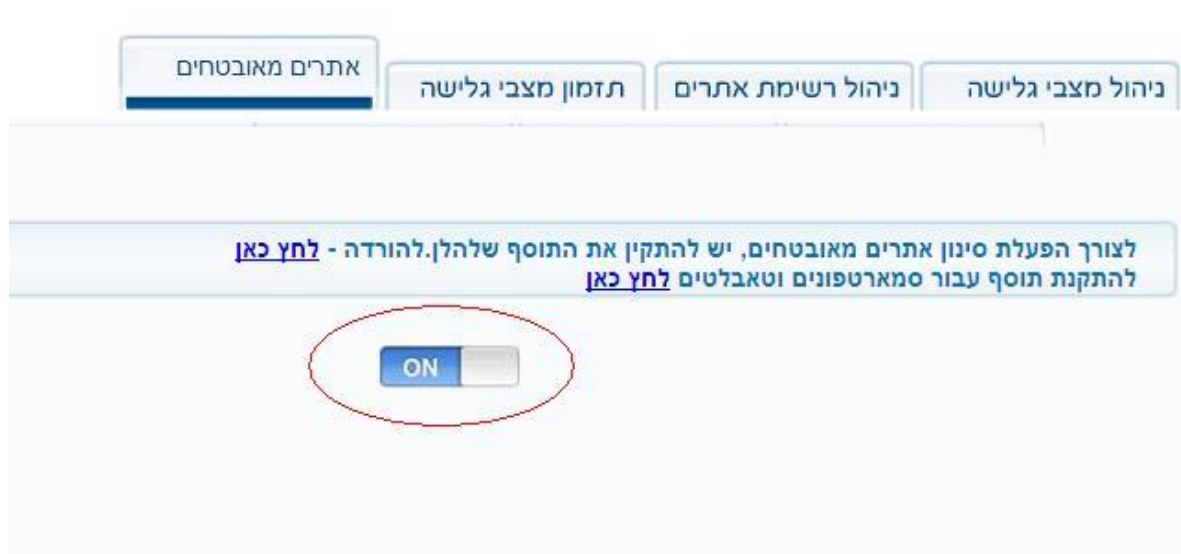 ניהול מצבי גלישה
ניהול רשימת אתרים
תזמון מצבי גלישה
אתרים מאובטחים
לצורך הפעלת סינון אתרים מאובטחים, יש להתקין את התוסף שלהלן.להורדה - לחץ כאן
להתקנת תוסף עבור סמארטפונים וטאבלטים לחץ כאן
ON